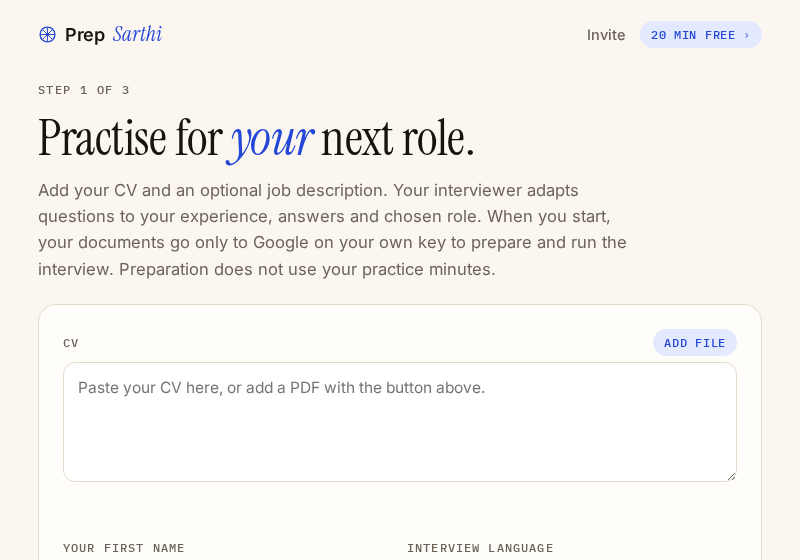 Prep Sarthi
Invite
20 MIN FREE ›
STEP 1 OF 3
Practise for your next role.
Add your CV and an optional job description. Your interviewer adapts
questions to your experience, answers and chosen role. When you start,
your documents go only to Google on your own key to prepare and run the
interview. Preparation does not use your practice minutes.
CV
ADD FILE
Paste your CV here, or add a PDF with the button above.
YOUR FIRST NAME
INTERVIEW LANGUAGE